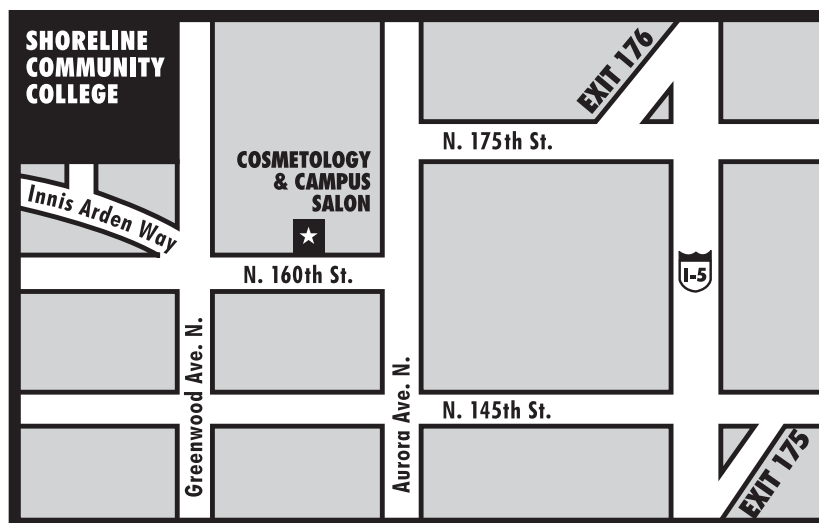 SHORELINE
COMMUNITY
COLLEGE
EXIT 176
N. 175th St.
COSMETOLOGY
& CAMPUS
SALON
Innis Arden Way
N. 160th St.
I-5
Greenwood Ave. N.
Aurora Ave. N.
N. 145th St.
EXIT 175